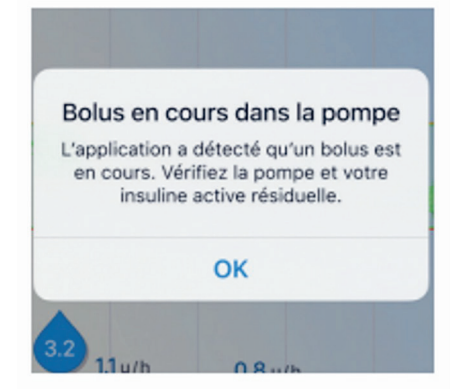 Bolus en cours dans la pompe
L'application a détecté qu'un bolus est
en cours. Vérifiez la pompe et votre
insuline active résiduelle.
OK
3.2
1.1 u/h 0.8 u/h